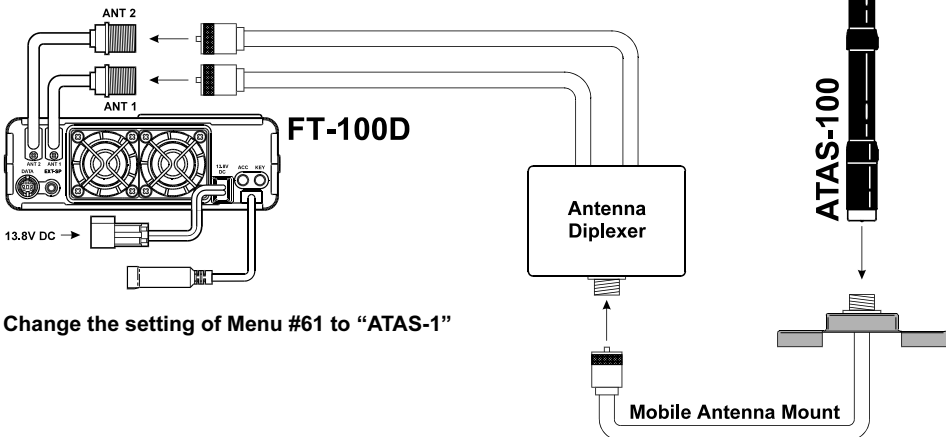 ANT 2
ANT 1
FT-100D
ANT 2 ANT 1
DATA EXT-SP
13.8V
DC
ACC KEY
13.8V DC
Antenna
Diplexer
ATAS-100
Change the setting of Menu #61 to “ATAS-1”
Mobile Antenna Mount